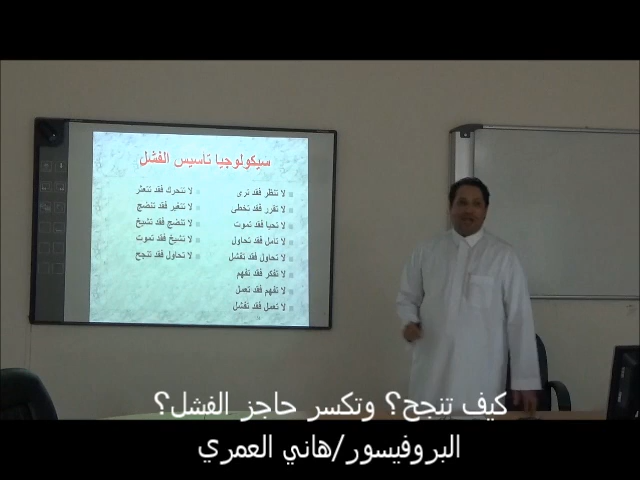 سيكولوجيا تاسيس الفشل
لا تنظر فقد ترى
لا تقرر فقد تخطى
لا تحيا فقد تموت
لا تأمل فقد تحاول
لا تحاول فقد تفشل
لا تفكر فقد تفهم
لا تفهم فقد تعمل
لا تعمل فقد تفشل
لا تتحرك فقد تتعثر
لا تتغير فقد تنضج
لا تنضج فقد تشيخ
لا تشيخ فقد تموت
لا تحاول فقد تنجح
كيف تنجح؟ وتكسر حاجز الفشل؟
البروفيسور/هاني العمري